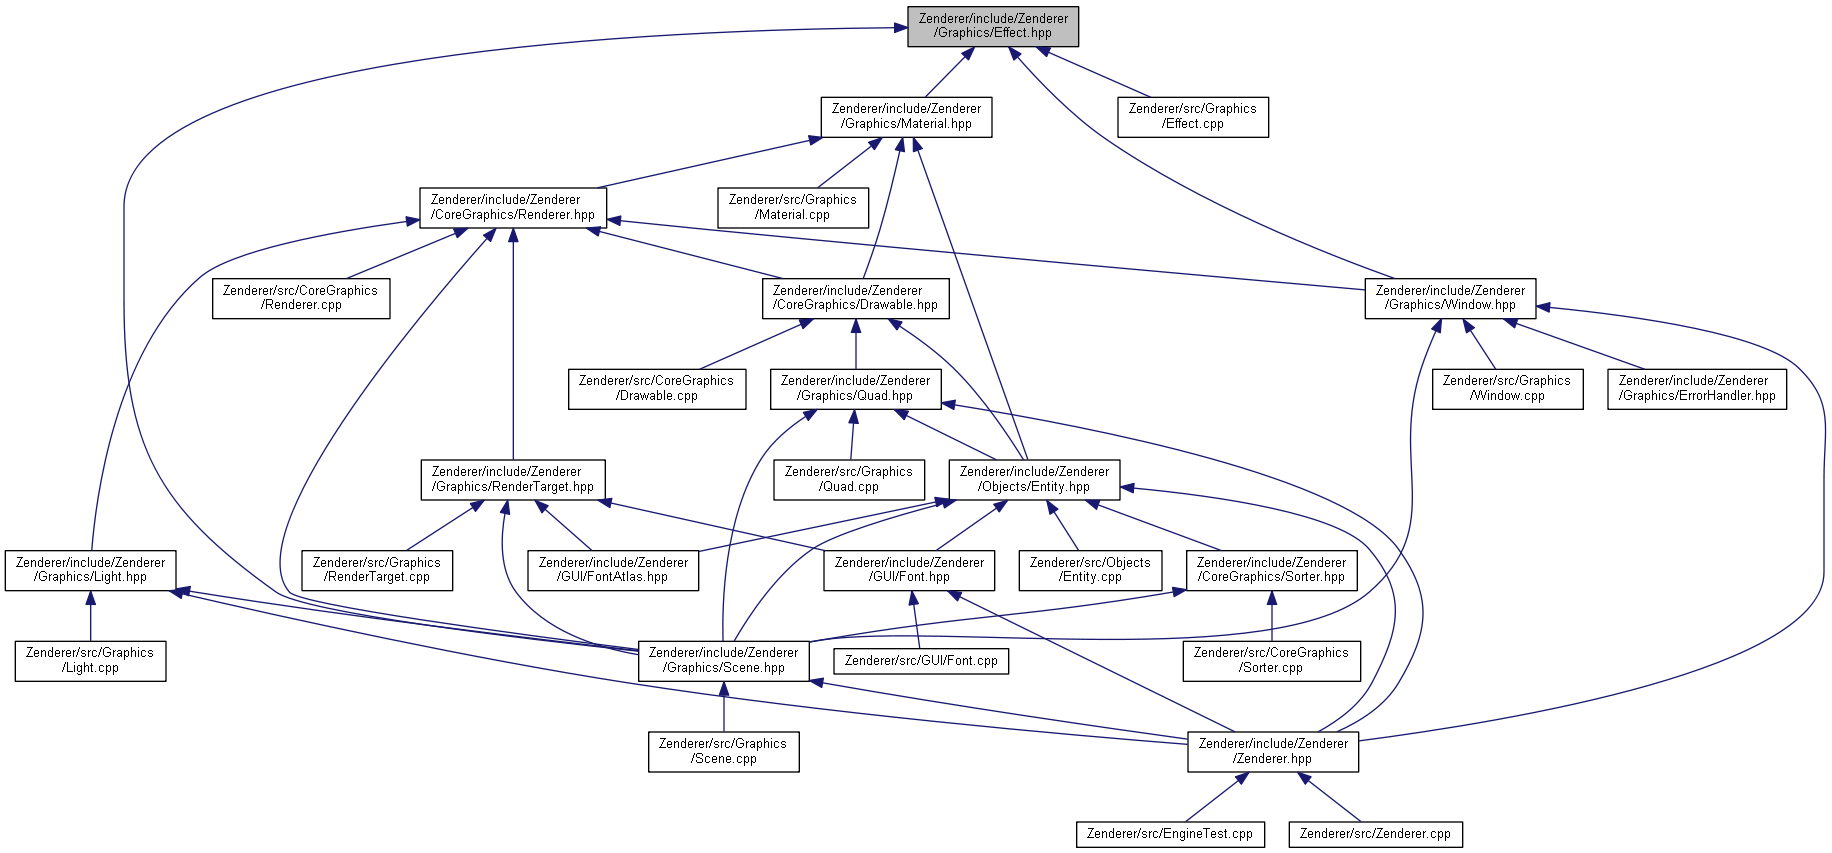 Zenderer/include/Zenderer
/Graphics/Effect.hpp
Zenderer/include/Zenderer
/Graphics/Material.hpp
Zenderer/src/Graphics
/Effect.cpp
Zenderer/include/Zenderer
/CoreGraphics/Renderer.hpp
Zenderer/src/Graphics
/Material.cpp
Zenderer/src/CoreGraphics
/Renderer.cpp
Zenderer/include/Zenderer
/CoreGraphics/Drawable.hpp
Zenderer/include/Zenderer
/Graphics/Window.hpp
Zenderer/src/CoreGraphics
/Drawable.cpp
Zenderer/include/Zenderer
/Graphics/Quad.hpp
Zenderer/src/Graphics
/Window.cpp
Zenderer/include/Zenderer
/Graphics/ErrorHandler.hpp
Zenderer/include/Zenderer
/Graphics/RenderTarget.hpp
Zenderer/src/Graphics
/Quad.cpp
Zenderer/include/Zenderer
/Objects/Entity.hpp
Zenderer/include/Zenderer
/Graphics/Light.hpp
Zenderer/src/Graphics
/RenderTarget.cpp
Zenderer/include/Zenderer
/GUI/FontAtlas.hpp
Zenderer/include/Zenderer
/GUI/Font.hpp
Zenderer/src/Objects
/Entity.cpp
Zenderer/include/Zenderer
/CoreGraphics/Sorter.hpp
Zenderer/src/Graphics
/Light.cpp
Zenderer/include/Zenderer
/Graphics/Scene.hpp
Zenderer/src/GUI/Font.cpp
Zenderer/src/CoreGraphics
/Sorter.cpp
Zenderer/src/Graphics
/Scene.cpp
Zenderer/include/Zenderer
/Zenderer.hpp
Zenderer/src/EngineTest.cpp
Zenderer/src/Zenderer.cpp